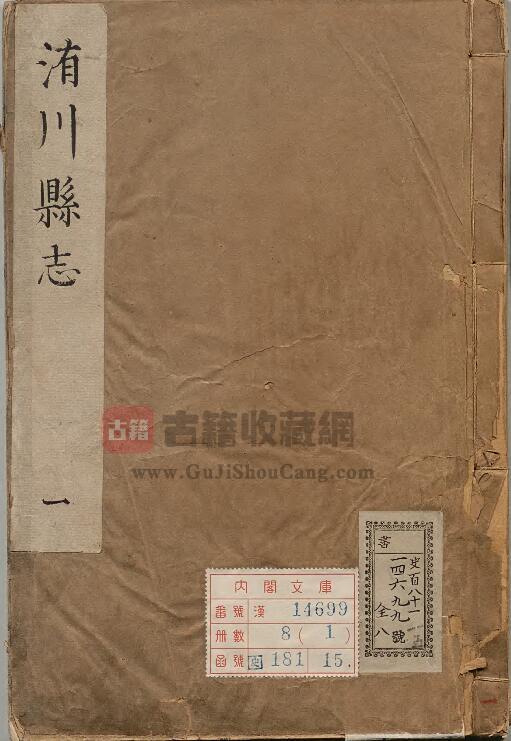 洧川縣志
一
古籍
古籍收藏網
www.GuJiShouCang.com
內閣文庫
番號 漢 14699
冊數 8(1)
函號 史 181 15.
史百八十一
一四六九九號
全八